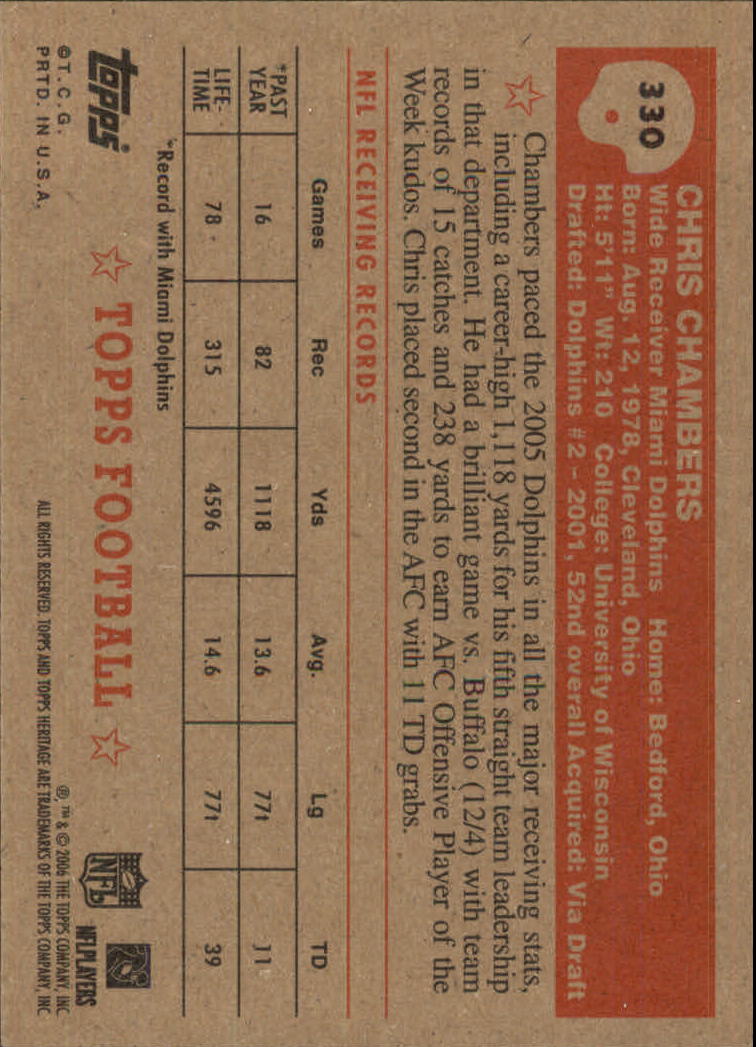 330
CHRIS CHAMBERS
Wide Receiver Miami Dolphins Home: Bedford, Ohio
Born: Aug. 12, 1978, Cleveland, Ohio
Ht: 5'11" Wt: 210 College: University of Wisconsin
Drafted: Dolphins #2 - 2001, 52nd overall Acquired: Via Draft
Chambers paced the 2005 Dolphins in all the major receiving stats,
including a career-high 1,118 yards for his fifth straight team leadership
in that department. He had a brilliant game vs. Buffalo (12/4) with team
records of 15 catches and 238 yards to earn AFC Offensive Player of the
Week kudos. Chris placed second in the AFC with 11 TD grabs.
NFL RECEIVING RECORDS
Games Rec Yds Avg. Lg TD
*PAST YEAR 16 82 1118 13.6 77t 11
LIFE-TIME 78 315 4596 14.6 77t 39
*Record with Miami Dolphins
topps
©T.C.G.
PRTD. IN U.S.A.
TOPPS FOOTBALL
NFL
NFLPLAYERS
®, ™ & © 2006 THE TOPPS COMPANY, INC
ALL RIGHTS RESERVED. TOPPS AND TOPPS HERITAGE ARE TRADEMARKS OF THE TOPPS COMPANY, INC